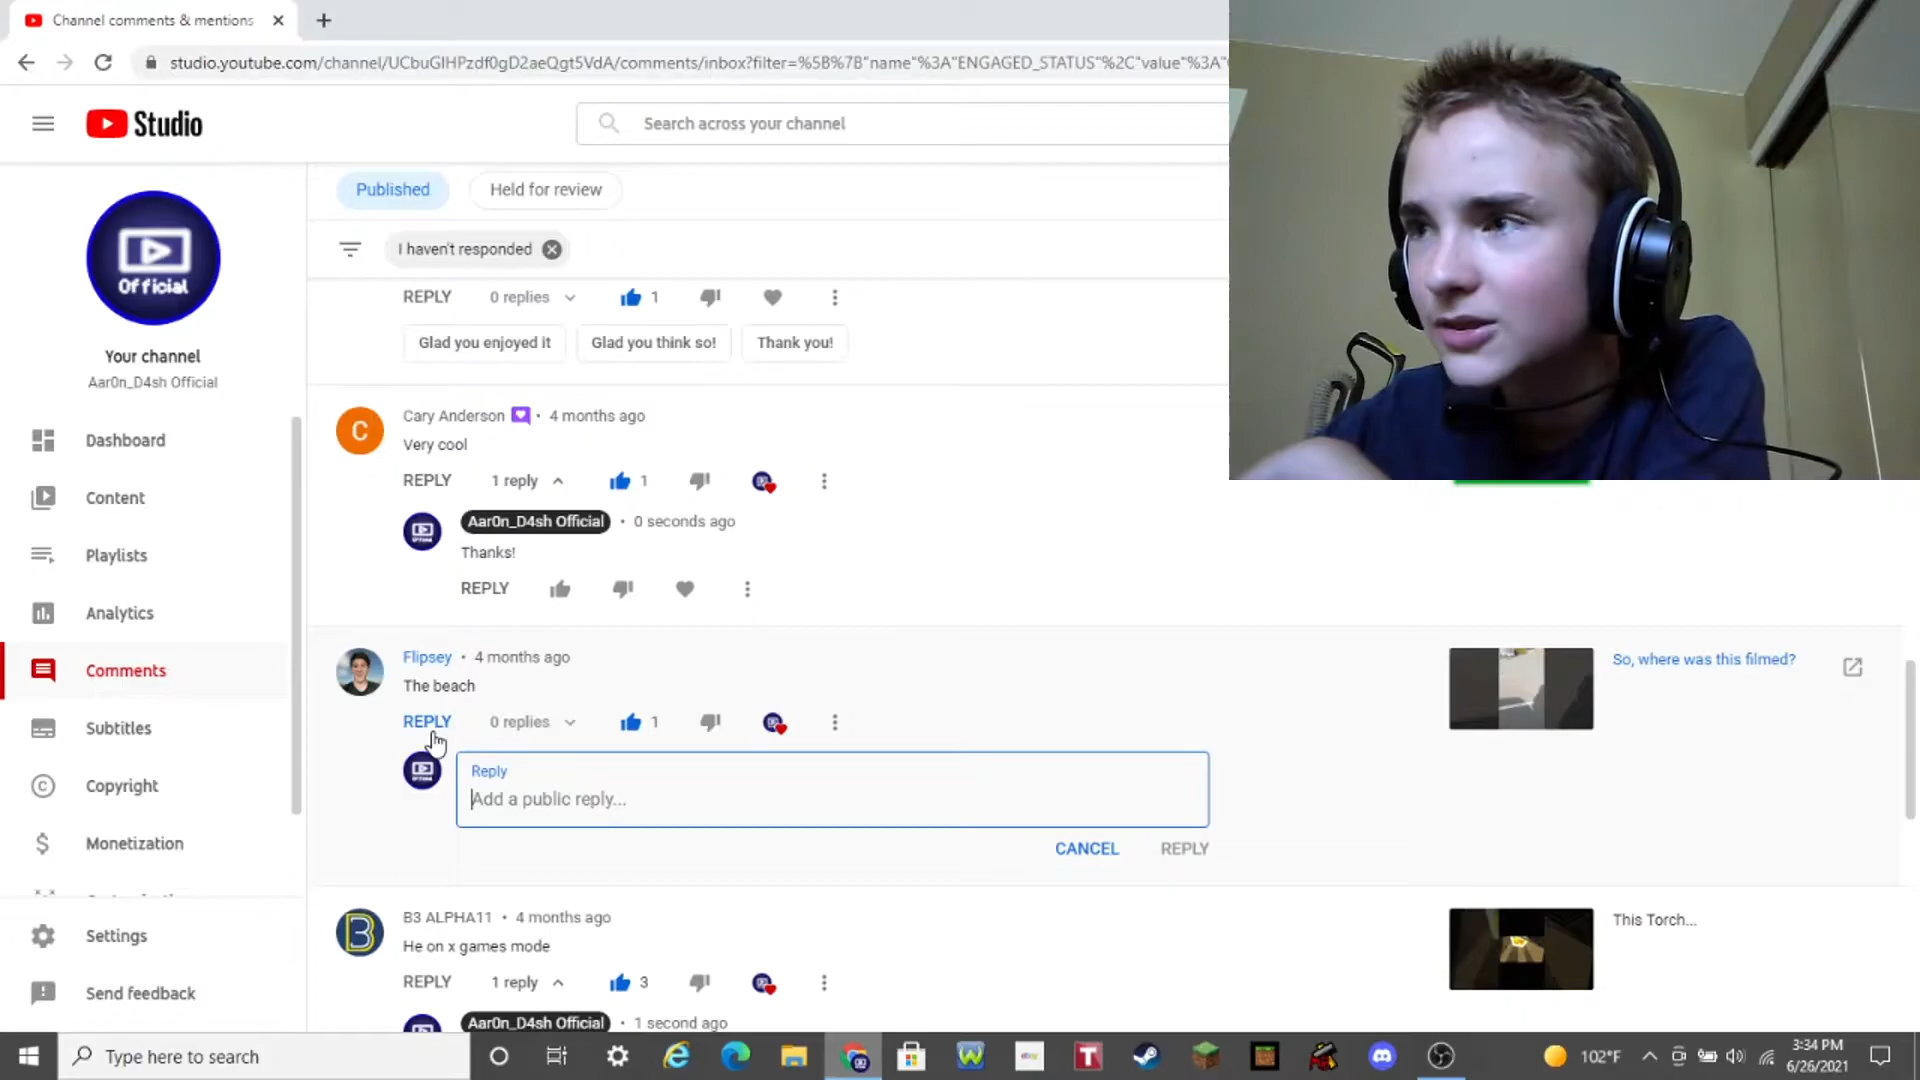 Channel comments & mentions
studio.youtube.com/channel/UCbuGIHPzdf0gD2aeQgt5VdA/comments/inbox?filter=%5B%7B"name"%3A"ENGAGED_STATUS"%2C"value"%3A"
Studio
Search across your channel
Official
Your channel
Aar0n_D4sh Official
Dashboard
Content
Playlists
Analytics
Comments
Subtitles
Copyright
Monetization
Settings
Send feedback
Published
Held for review
I haven't responded
REPLY 0 replies 1
Glad you enjoyed it
Glad you think so!
Thank you!
C
Cary Anderson • 4 months ago
Very cool
REPLY 1 reply 1
Aar0n_D4sh Official • 0 seconds ago
Thanks!
REPLY
Flipsey • 4 months ago
The beach
REPLY 0 replies 1
So, where was this filmed?
Reply
Add a public reply...
CANCEL REPLY
B3 ALPHA11 • 4 months ago
He on x games mode
REPLY 1 reply 3
This Torch...
Aar0n_D4sh Official • 1 second ago
Type here to search
102°F
3:34 PM
6/26/2021